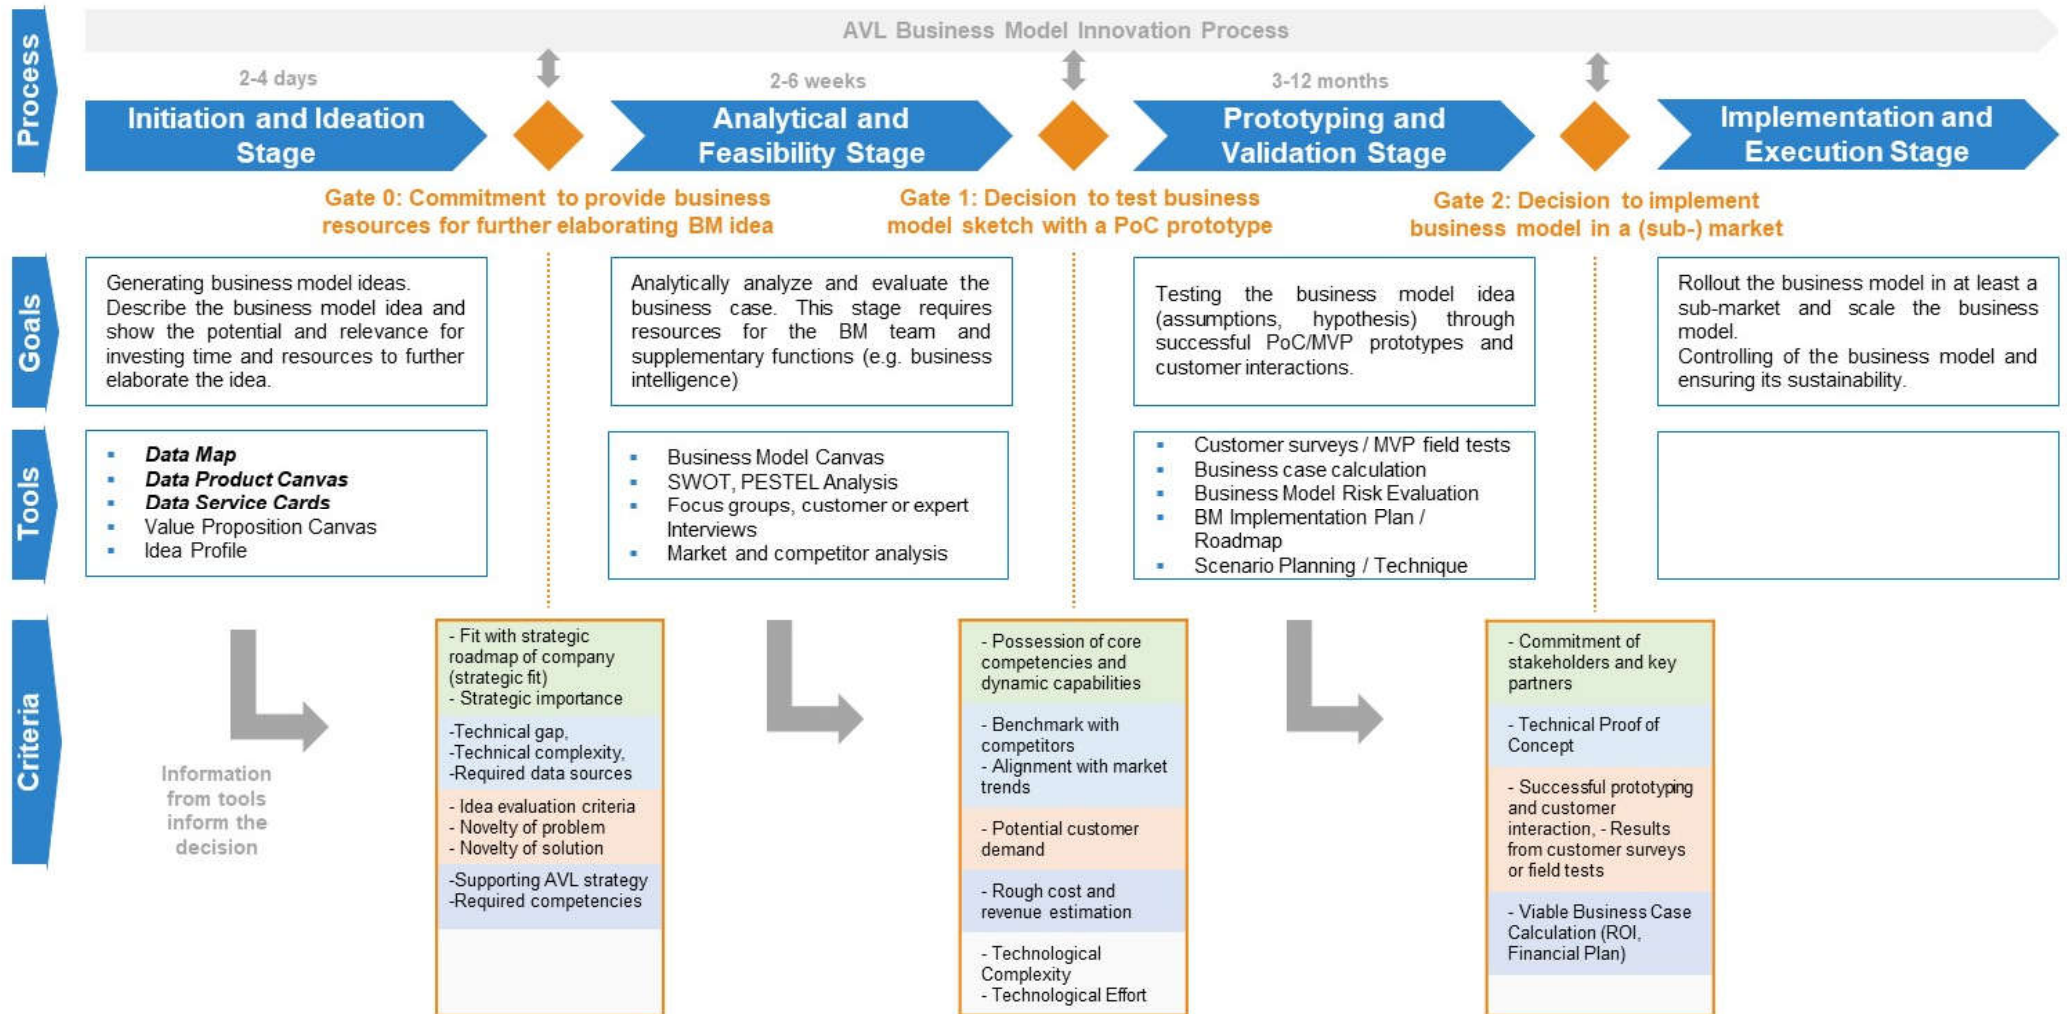 AVL Business Model Innovation Process
Process
2-4 days
2-6 weeks
3-12 months
Initiation and Ideation
Stage
Analytical and
Feasibility Stage
Prototyping and
Validation Stage
Implementation and
Execution Stage
Gate 0: Commitment to provide business
resources for further elaborating BM idea
Gate 1: Decision to test business
model sketch with a PoC prototype
Gate 2: Decision to implement
business model in a (sub-) market
Goals
Generating business model ideas.
Describe the business model idea and
show the potential and relevance for
investing time and resources to further
elaborate the idea.
Analytically analyze and evaluate the
business case. This stage requires
resources for the BM team and
supplementary functions (e.g. business
intelligence)
Testing the business model idea
(assumptions, hypothesis) through
successful PoC/MVP prototypes and
customer interactions.
Rollout the business model in at least a
sub-market and scale the business
model.
Controlling of the business model and
ensuring its sustainability.
Tools
▪ Data Map
▪ Data Product Canvas
▪ Data Service Cards
▪ Value Proposition Canvas
▪ Idea Profile
▪ Business Model Canvas
▪ SWOT, PESTEL Analysis
▪ Focus groups, customer or expert
Interviews
▪ Market and competitor analysis
▪ Customer surveys / MVP field tests
▪ Business case calculation
▪ Business Model Risk Evaluation
▪ BM Implementation Plan /
Roadmap
▪ Scenario Planning / Technique
Criteria
Information
from tools
inform the
decision
- Fit with strategic
roadmap of company
(strategic fit)
- Strategic importance
-Technical gap,
-Technical complexity,
-Required data sources
- Idea evaluation criteria
- Novelty of problem
- Novelty of solution
-Supporting AVL strategy
-Required competencies
- Possession of core
competencies and
dynamic capabilities
- Benchmark with
competitors
- Alignment with market
trends
- Potential customer
demand
- Rough cost and
revenue estimation
- Technological
Complexity
- Technological Effort
- Commitment of
stakeholders and key
partners
- Technical Proof of
Concept
- Successful prototyping
and customer
interaction, - Results
from customer surveys
or field tests
- Viable Business Case
Calculation (ROI,
Financial Plan)